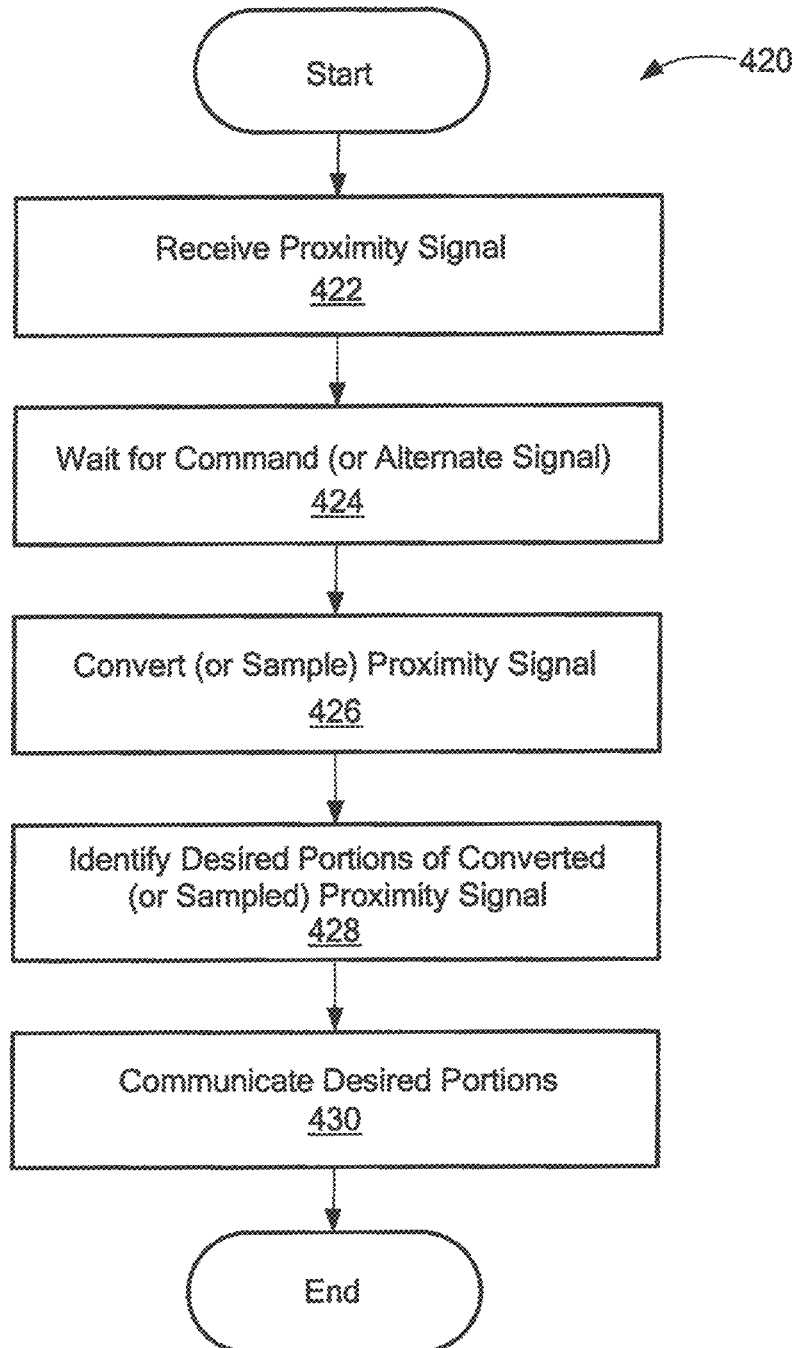 Start
420
Receive Proximity Signal
422
Wait for Command (or Alternate Signal)
424
Convert (or Sample) Proximity Signal
426
Identify Desired Portions of Converted
(or Sampled) Proximity Signal
428
Communicate Desired Portions
430
End